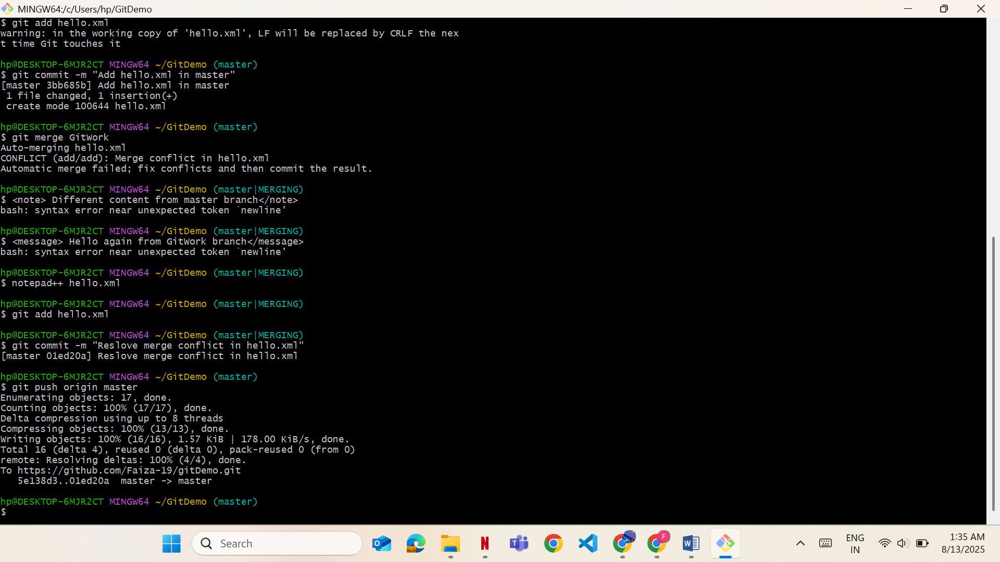 MINGW64:/c/Users/hp/GitDemo
$ git add hello.xml
warning: in the working copy of 'hello.xml', LF will be replaced by CRLF the nex
t time Git touches it
hp@DESKTOP-6MJR2CT MINGW64 ~/GitDemo (master)
$ git commit -m "Add hello.xml in master"
[master 3bb685b] Add hello.xml in master
 1 file changed, 1 insertion(+)
 create mode 100644 hello.xml
hp@DESKTOP-6MJR2CT MINGW64 ~/GitDemo (master)
$ git merge GitWork
Auto-merging hello.xml
CONFLICT (add/add): Merge conflict in hello.xml
Automatic merge failed; fix conflicts and then commit the result.
hp@DESKTOP-6MJR2CT MINGW64 ~/GitDemo (master|MERGING)
$ <note> Different content from master branch</note>
bash: syntax error near unexpected token `newline'
hp@DESKTOP-6MJR2CT MINGW64 ~/GitDemo (master|MERGING)
$ <message> Hello again from GitWork branch</message>
bash: syntax error near unexpected token `newline'
hp@DESKTOP-6MJR2CT MINGW64 ~/GitDemo (master|MERGING)
$ notepad++ hello.xml
hp@DESKTOP-6MJR2CT MINGW64 ~/GitDemo (master|MERGING)
$ git add hello.xml
hp@DESKTOP-6MJR2CT MINGW64 ~/GitDemo (master|MERGING)
$ git commit -m "Reslove merge conflict in hello.xml"
[master 01ed20a] Reslove merge conflict in hello.xml
hp@DESKTOP-6MJR2CT MINGW64 ~/GitDemo (master)
$ git push origin master
Enumerating objects: 17, done.
Counting objects: 100% (17/17), done.
Delta compression using up to 8 threads
Compressing objects: 100% (13/13), done.
Writing objects: 100% (16/16), 1.57 KiB | 178.00 KiB/s, done.
Total 16 (delta 4), reused 0 (delta 0), pack-reused 0 (from 0)
remote: Resolving deltas: 100% (4/4), done.
To https://github.com/Faiza-19/gitDemo.git
   5e138d3..01ed20a  master -> master
hp@DESKTOP-6MJR2CT MINGW64 ~/GitDemo (master)
$
Search
F
ENG
IN
1:35 AM
8/13/2025